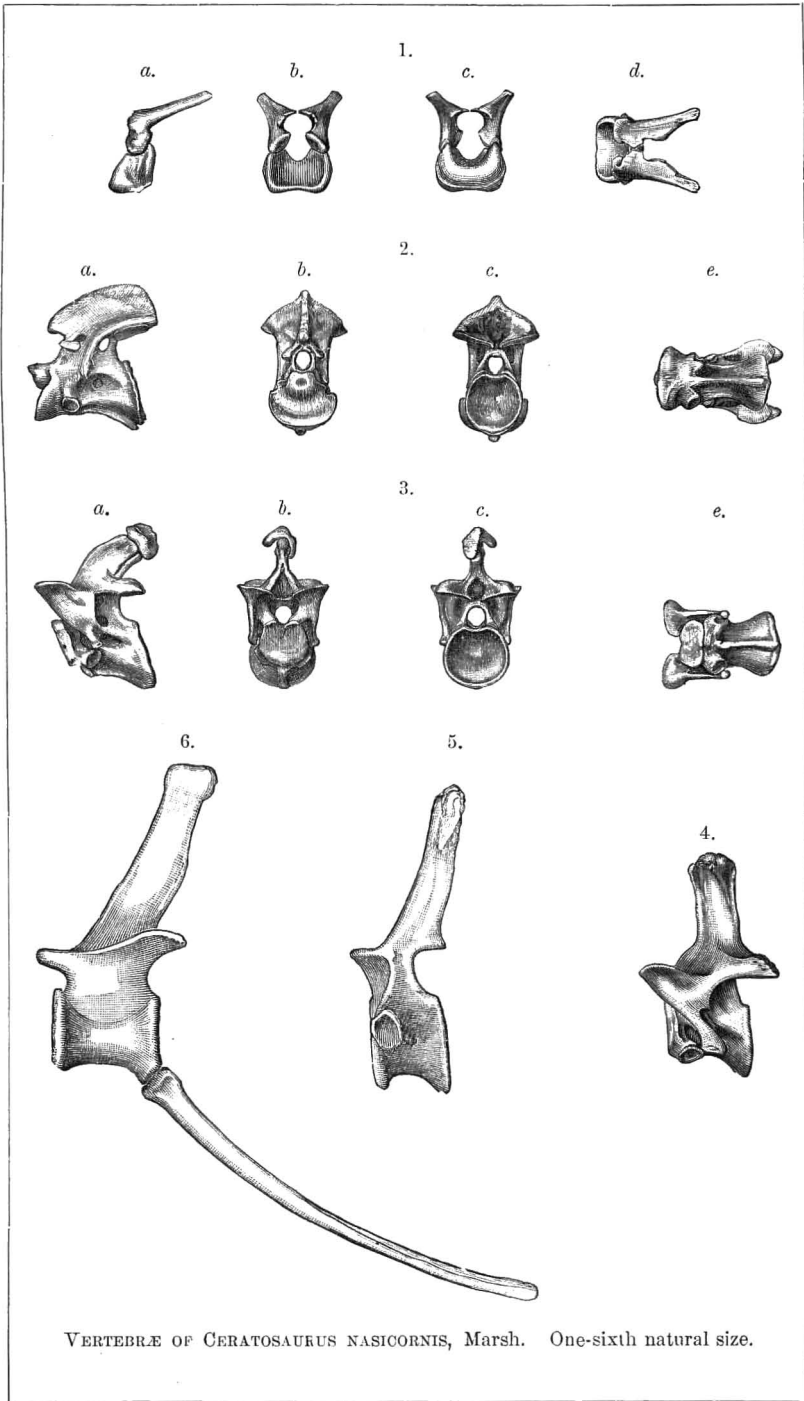 1.
a. b. c. d.
2.
a. b. c. e.
3.
a. b. c. e.
6. 5.
4.
VERTEBRÆ OF CERATOSAURUS NASICORNIS, Marsh. One-sixth natural size.